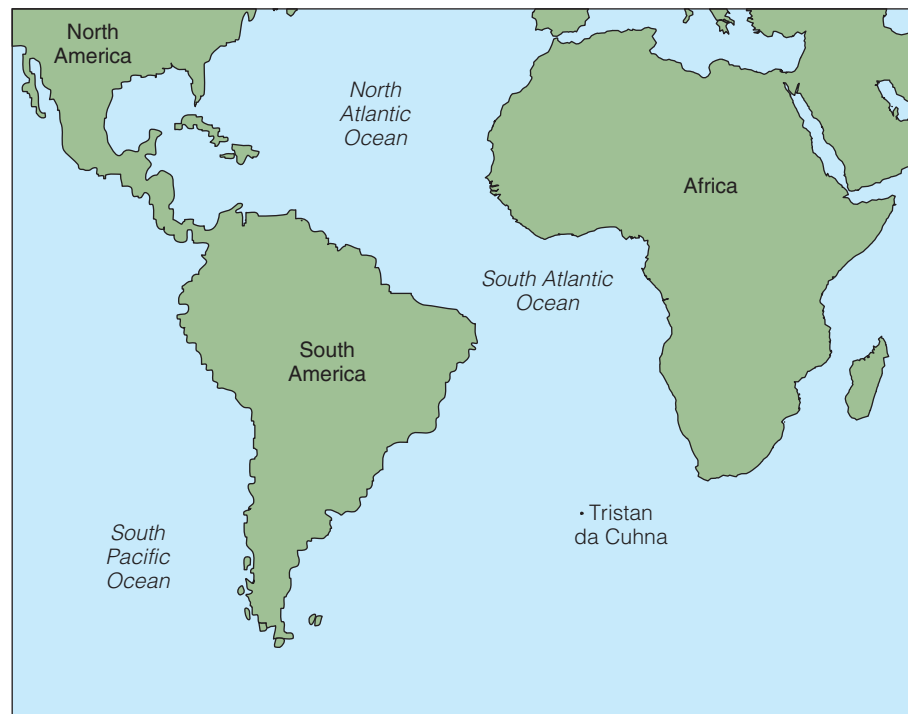 North
America
North
Atlantic
Ocean
Africa
South Atlantic
Ocean
South
America
South
Pacific
Ocean
Tristan
da Cuhna